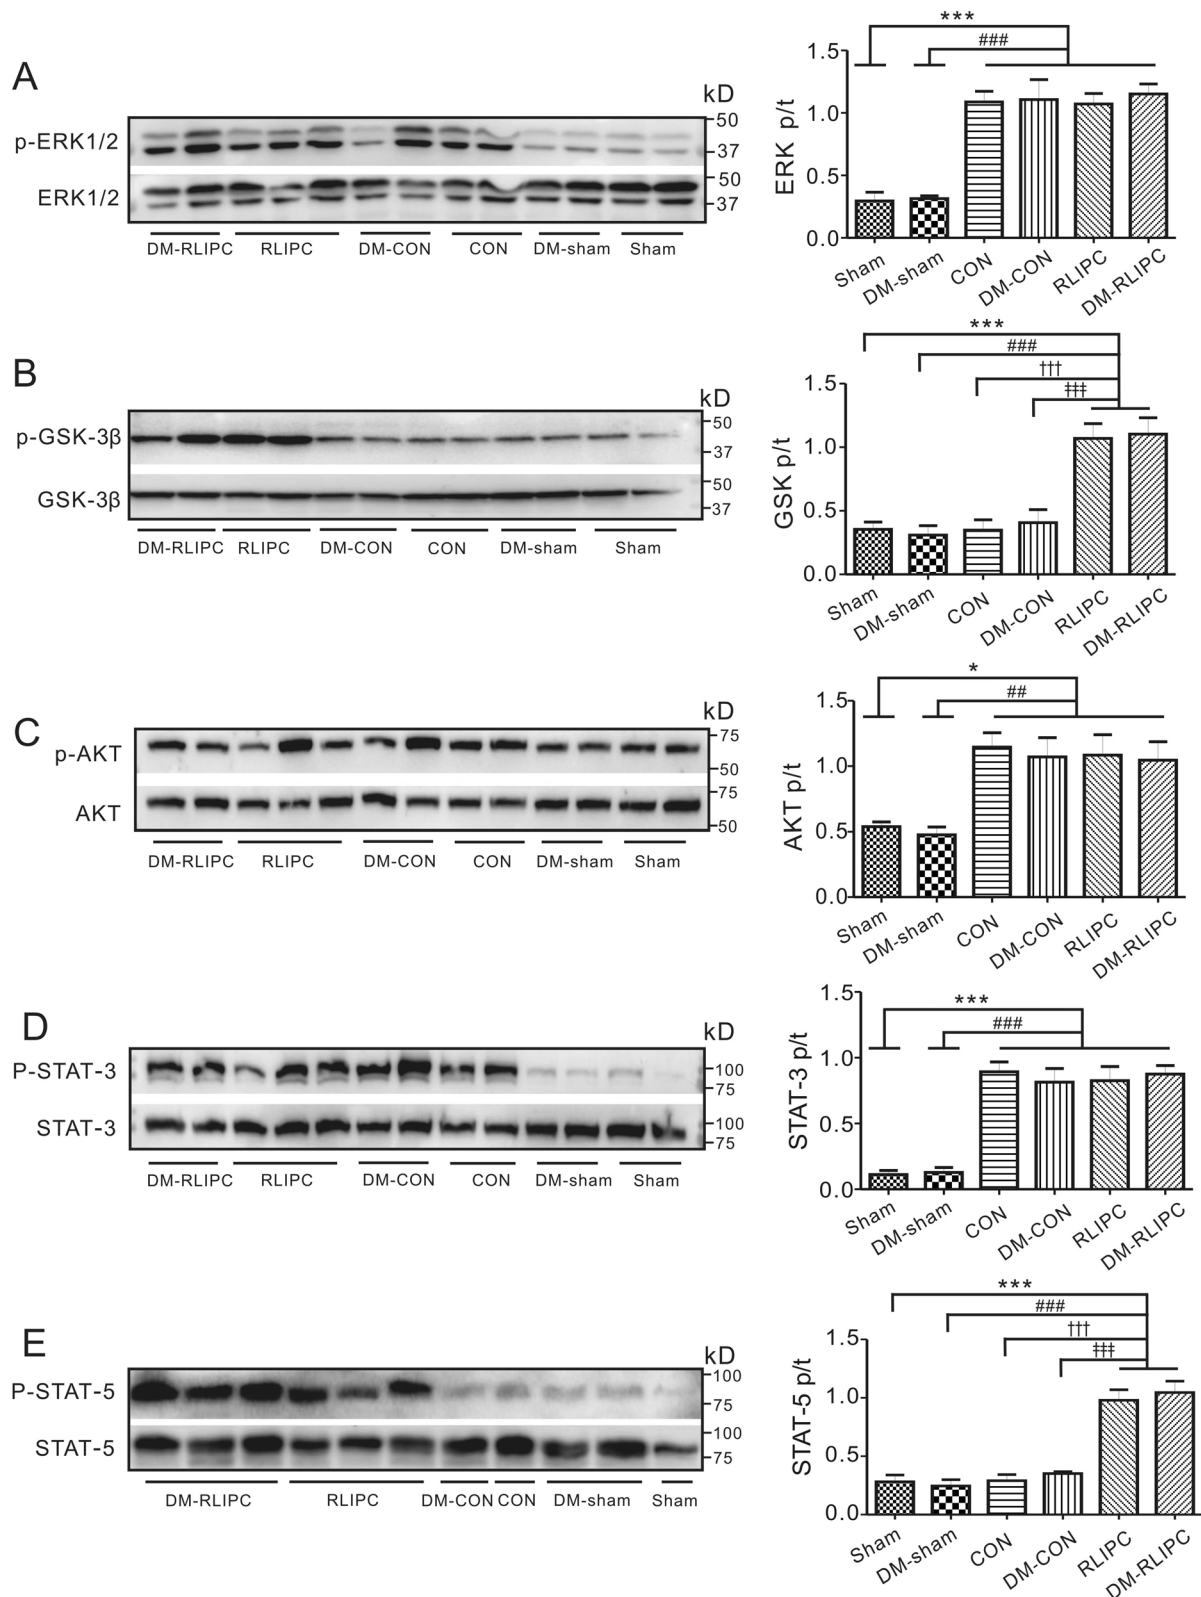 A
kD
p-ERK1/2
50
37
ERK1/2
50
37
DM-RLIPC RLIPC DM-CON CON DM-sham Sham
***
###
ERK p/t
1.5
1.0
0.5
0.0
Sham DM-sham CON DM-CON RLIPC DM-RLIPC
B
kD
p-GSK-3β
50
37
GSK-3β
50
37
DM-RLIPC RLIPC DM-CON CON DM-sham Sham
***
###
†††
‡‡‡
GSK p/t
1.5
1.0
0.5
0.0
Sham DM-sham CON DM-CON RLIPC DM-RLIPC
C
kD
p-AKT
75
50
AKT
75
50
DM-RLIPC RLIPC DM-CON CON DM-sham Sham
*
##
AKT p/t
1.5
1.0
0.5
0.0
Sham DM-sham CON DM-CON RLIPC DM-RLIPC
D
kD
P-STAT-3
100
75
STAT-3
100
75
DM-RLIPC RLIPC DM-CON CON DM-sham Sham
***
###
STAT-3 p/t
1.5
1.0
0.5
0.0
Sham DM-sham CON DM-CON RLIPC DM-RLIPC
E
kD
P-STAT-5
100
75
STAT-5
100
75
DM-RLIPC RLIPC DM-CON CON DM-sham Sham
***
###
†††
‡‡‡
STAT-5 p/t
1.5
1.0
0.5
0.0
Sham DM-sham CON DM-CON RLIPC DM-RLIPC